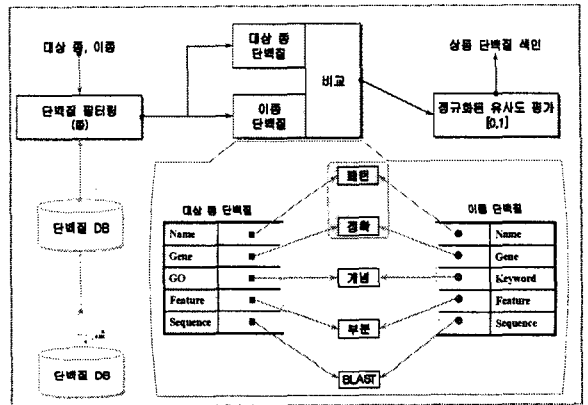 대상 종, 이종
단백질 필터링
(종)
단백질 DB
단백질 DB
대상 종
단백질
이종
단백질
비교
상동 단백질 색인
정규화된 유사도 평가
[0,1]
대상 종 단백질
Name
Gene
GO
Feature
Sequence
패턴
정확
개념
부분
BLAST
이종 단백질
Name
Gene
Keyword
Feature
Sequence